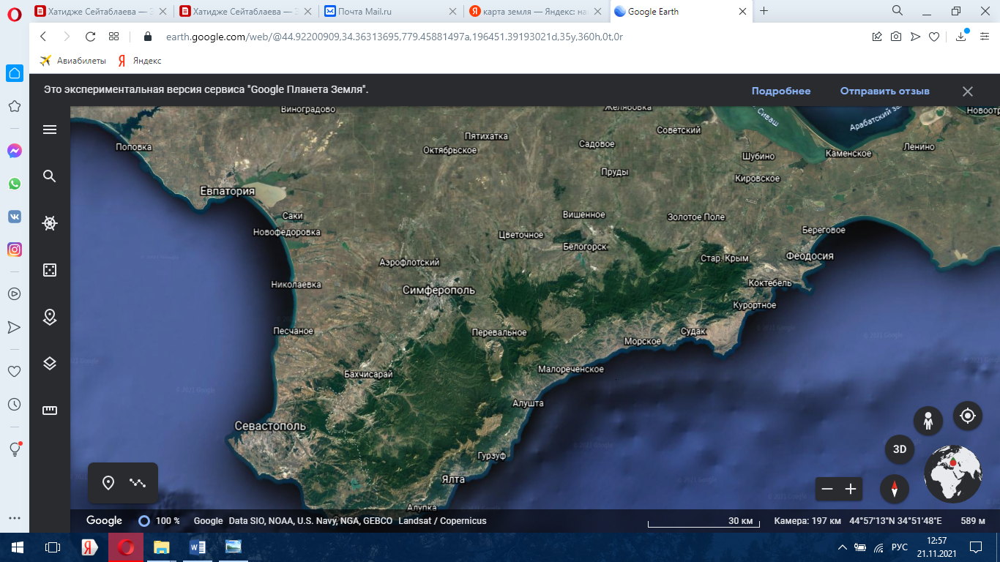 Хатидже Сейтаблаева — З
Хатидже Сейтаблаева — З
Почта Mail.ru
карта земля — Яндекс: на
Google Earth
earth.google.com/web/@44.92200909,34.36313695,779.45881497a,196451.39193021d,35y,360h,0t,0r
Авиабилеты
Яндекс
Это экспериментальная версия сервиса "Google Планета Земля".
Подробнее
Отправить отзыв
Виноградово
Желябовка
Сиваш
Арабатский
Пятихатка
Советский
Поповка
Октябрьское
Садовое
Шубино
Каменское
Ленино
Пруды
Кировское
Евпатория
Саки
Вишенное
Золотое Поле
Новофедоровка
Цветочное
Береговое
Белогорск
Аэрофлотский
Стар. Крым
Феодосия
Николаевка
Симферополь
Коктебель
Курортное
Песчаное
Перевальное
Судак
Морское
Малореченское
Бахчисарай
Алушта
Севастополь
3D
Гурзуф
Ялта
Алупка
Google
100 %
Google Data SIO, NOAA, U.S. Navy, NGA, GEBCO Landsat / Copernicus
30 км
Камера: 197 км 44°57'13"N 34°51'48"E
589 м
РУС
12:57
21.11.2021